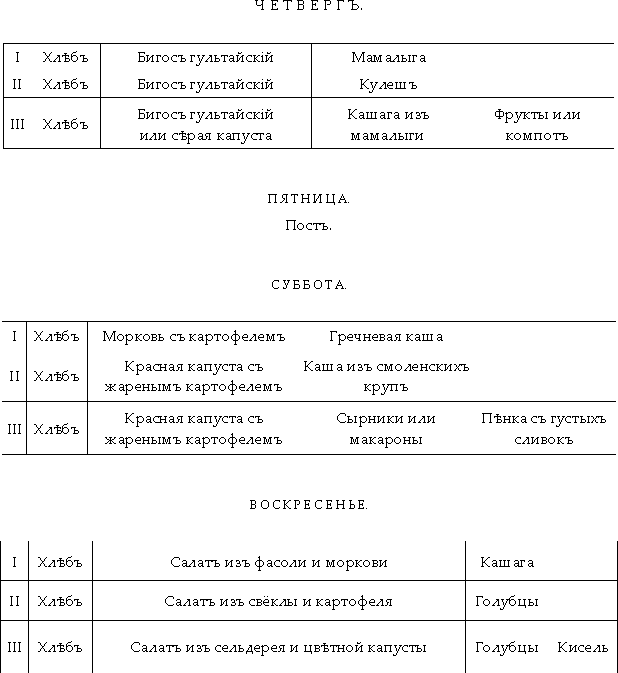 ЧЕТВЕРГЪ.
I Хлѣбъ Бигосъ гультайскій Мамалыга
II Хлѣбъ Бигосъ гультайскій Кулешъ
III Хлѣбъ Бигосъ гультайскій или сѣрая капуста Кашага изъ мамалыги Фрукты или компотъ
ПЯТНИЦА.
Постъ.
СУББОТА.
I Хлѣбъ Морковь съ картофелемъ Гречневая каша
II Хлѣбъ Красная капуста съ жаренымъ картофелемъ Каша изъ смоленскихъ крупъ
III Хлѣбъ Красная капуста съ жаренымъ картофелемъ Сырники или макароны Пѣнка съ густыхъ сливокъ
ВОСКРЕСЕНЬЕ.
I Хлѣбъ Салатъ изъ фасоли и моркови Кашага
II Хлѣбъ Салатъ изъ свёклы и картофеля Голубцы
III Хлѣбъ Салатъ изъ сельдерея и цвѣтной капусты Голубцы Кисель